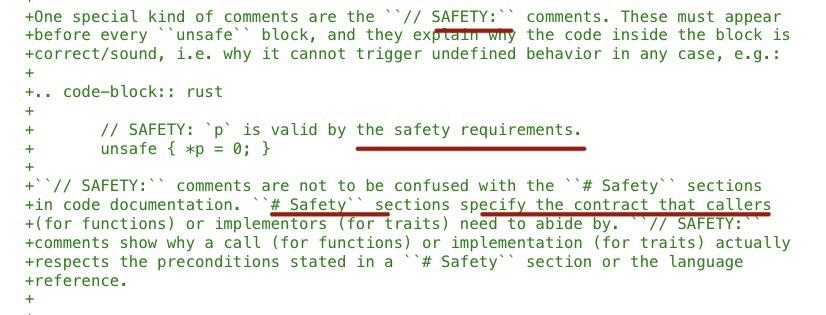 +
+One special kind of comments are the ``// SAFETY:`` comments. These must appear
+before every ``unsafe`` block, and they explain why the code inside the block is
+correct/sound, i.e. why it cannot trigger undefined behavior in any case, e.g.:
+
+.. code-block:: rust
+
+       // SAFETY: `p` is valid by the safety requirements.
+       unsafe { *p = 0; }
+
+``// SAFETY:`` comments are not to be confused with the ``# Safety`` sections
+in code documentation. ``# Safety`` sections specify the contract that callers
+(for functions) or implementors (for traits) need to abide by. ``// SAFETY:``
+comments show why a call (for functions) or implementation (for traits) actually
+respects the preconditions stated in a ``# Safety`` section or the language
+reference.
+
+